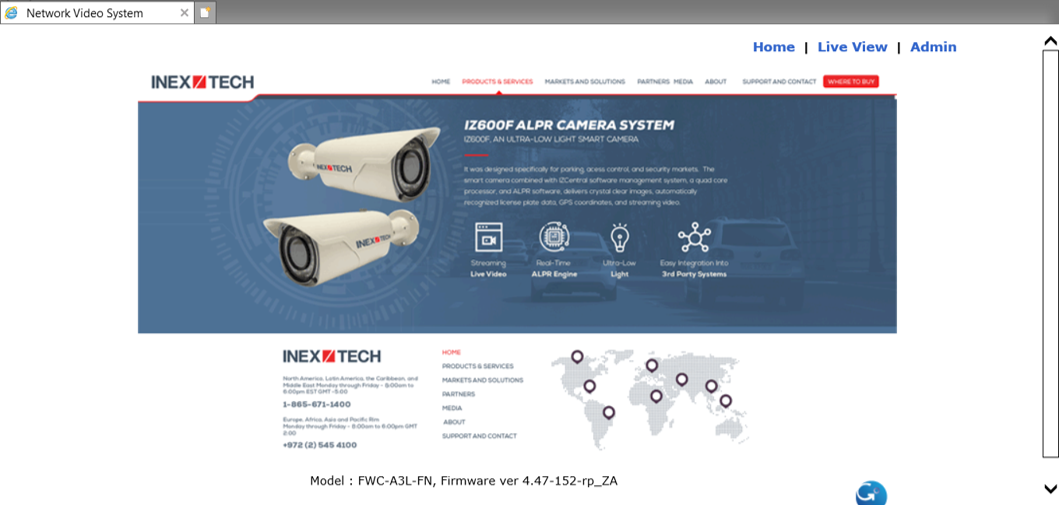 Network Video System
Home | Live View | Admin
INEX TECH
HOME PRODUCTS & SERVICES MARKETS AND SOLUTIONS PARTNERS MEDIA ABOUT SUPPORT AND CONTACT WHERE TO BUY
IZ600F ALPR CAMERA SYSTEM
IZ600F, AN ULTRA-LOW LIGHT SMART CAMERA
It was designed specifically for parking, acess control, and security markets. The
smart camera combined with IZCentral software management system, a quad core
processor, and ALPR software, delivers crystal clear images, automatically
recognized license plate data, GPS coordinates, and streaming video.
INEX TECH
INEX TECH
Streaming
Live Video
Real-Time
ALPR Engine
Ultra-Low
Light
Easy Integration Into
3rd Party Systems
INEX TECH
North America, Latin America, the Caribbean, and
Middle East Monday through Friday - 8:00am to
6:00pm EST GMT -5:00
1-865-671-1400
Europe, Africa, Asia and Pacific Rim
Monday through Friday - 8:00am to 6:00pm GMT
2:00
+972 (2) 545 4100
HOME
PRODUCTS & SERVICES
MARKETS AND SOLUTIONS
PARTNERS
MEDIA
ABOUT
SUPPORT AND CONTACT
Model : FWC-A3L-FN, Firmware ver 4.47-152-rp_ZA